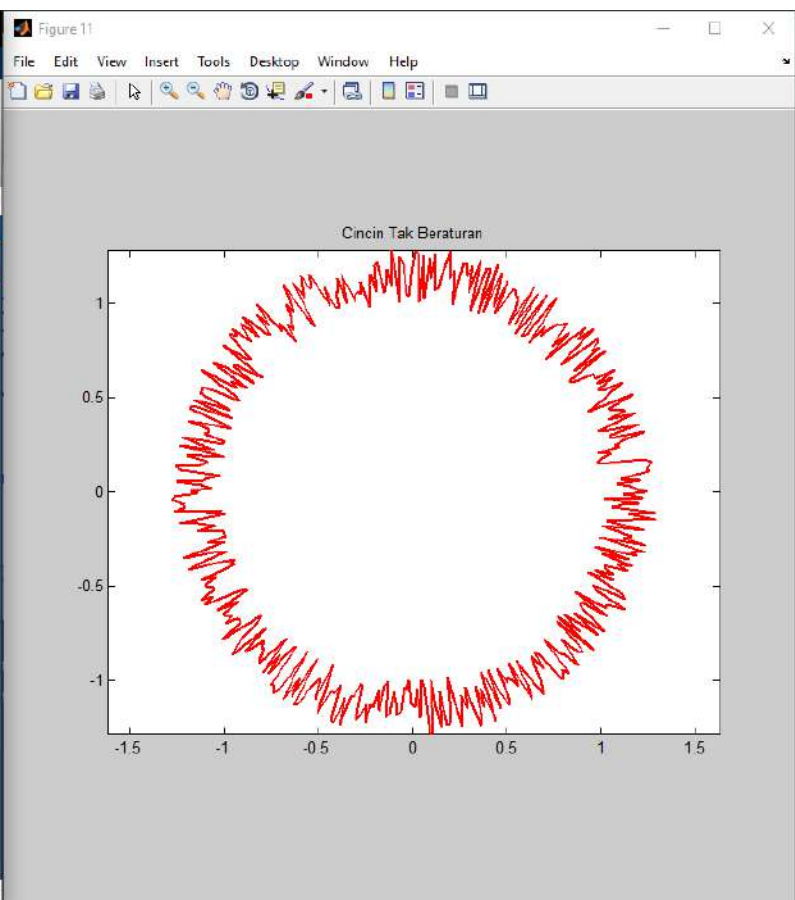 Figure 11
File Edit View Insert Tools Desktop Window Help
Cincin Tak Beraturan
1
0.5
0
-0.5
-1
-1.5 -1 -0.5 0 0.5 1 1.5